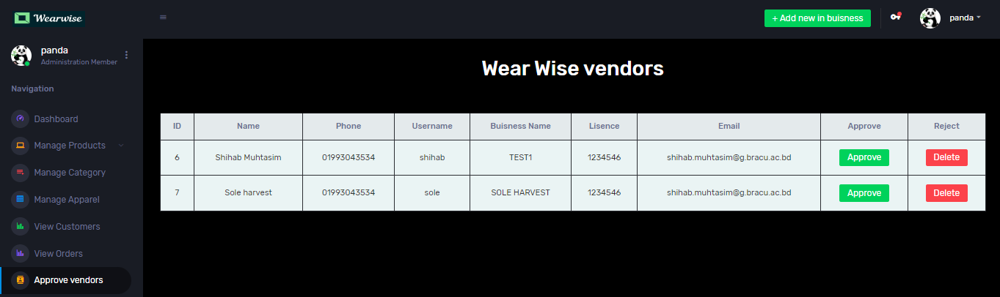 Wearwise
+ Add new in buisness
panda
panda
Administration Member
Navigation
Dashboard
Manage Products
Manage Category
Manage Apparel
View Customers
View Orders
Approve vendors
Wear Wise vendors
ID Name Phone Username Buisness Name Lisence Email Approve Reject
6 Shihab Muhtasim 01993043534 shihab TEST1 1234546 shihab.muhtasim@g.bracu.ac.bd Approve Delete
7 Sole harvest 01993043534 sole SOLE HARVEST 1234546 shihab.muhtasim@g.bracu.ac.bd Approve Delete